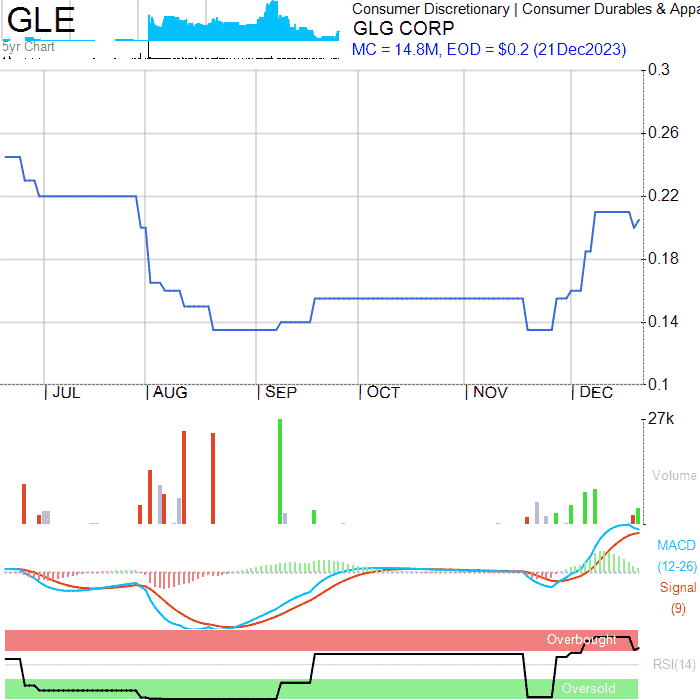 GLE
5yr Chart
Consumer Discretionary | Consumer Durables & Appa
GLG CORP
MC = 14.8M, EOD = $0.2 (21Dec2023)
0.3
0.26
0.22
0.18
0.14
0.1
JUL AUG SEP OCT NOV DEC
27k
Volume
MACD
(12-26)
Signal
(9)
Overbought
RSI(14)
Oversold